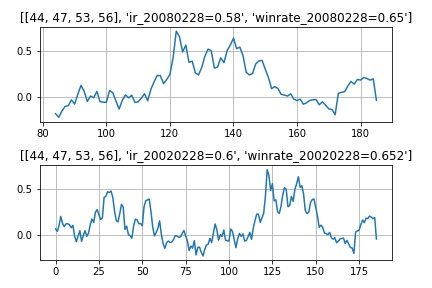 [[44, 47, 53, 56], 'ir_20080228=0.58', 'winrate_20080228=0.65']
0.5
0.0
80 100 120 140 160 180
[[44, 47, 53, 56], 'ir_20020228=0.6', 'winrate_20020228=0.652']
0.5
0.0
0 25 50 75 100 125 150 175